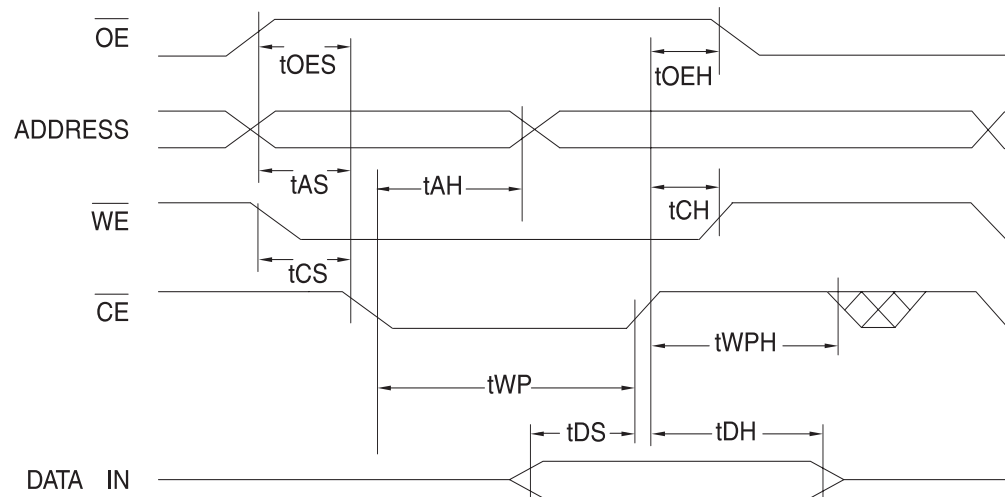 OE
tOES
tOEH
ADDRESS
tAS
tAH
WE
tCH
tCS
CE
tWPH
tWP
tDS
tDH
DATA IN